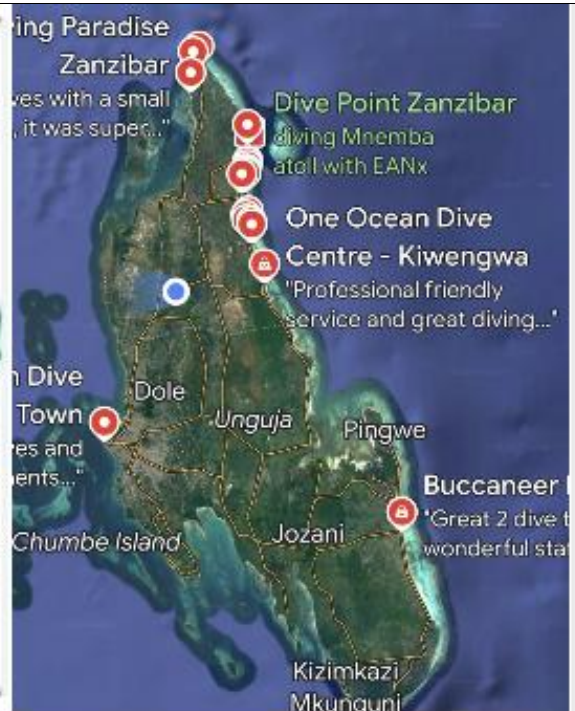 ing Paradise
Zanzibar
ves with a small
, it was super..."
Dive Point Zanzibar
diving Mnemba
atoll with EANx
One Ocean Dive
Centre - Kiwengwa
"Professional friendly
service and great diving..."
Dive
Town
es and
ents..."
Dole
Unguja
Pingwe
Buccaneer
"Great 2 dive t
wonderful staf
Jozani
Chumbe Island
Kizimkazi
Mkunguni